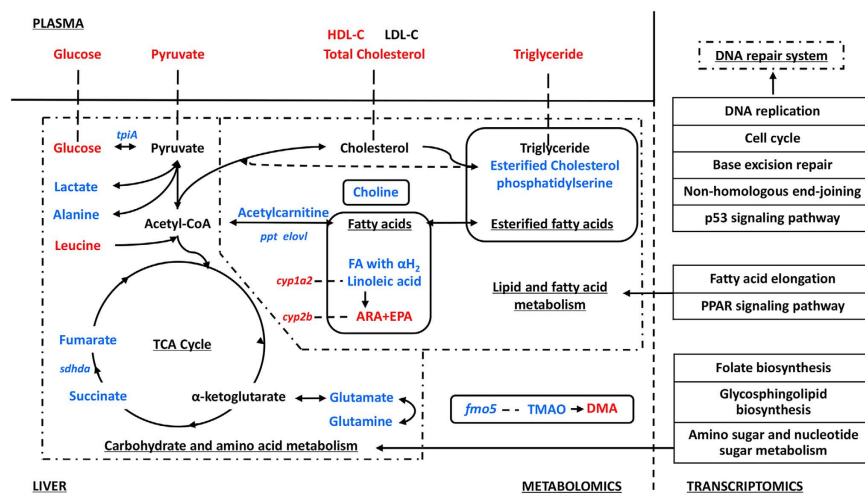 PLASMA
HDL-C LDL-C
Glucose Pyruvate Total Cholesterol Triglyceride
DNA repair system
DNA replication
Cell cycle
Base excision repair
Non-homologous end-joining
p53 signaling pathway
tpiA
Glucose Pyruvate Cholesterol Triglyceride
Esterified Cholesterol
phosphatidylserine
Lactate
Choline
Alanine
Acetyl-CoA
Acetylcarnitine
Fatty acids
Esterified fatty acids
ppt elovl
Leucine
FA with αH2
Linoleic acid
cyp1a2
cyp2b
ARA+EPA
Lipid and fatty acid
metabolism
Fatty acid elongation
PPAR signaling pathway
Fumarate
TCA Cycle
sdhda
Succinate
α-ketoglutarate
Glutamate
Glutamine
fmo5 TMAO DMA
Folate biosynthesis
Glycosphingolipid
biosynthesis
Amino sugar and nucleotide
sugar metabolism
Carbohydrate and amino acid metabolism
LIVER METABOLOMICS TRANSCRIPTOMICS